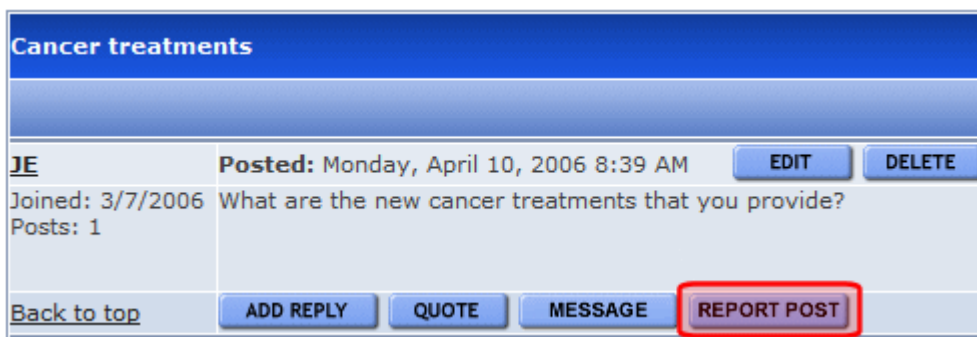 Cancer treatments
JE Posted: Monday, April 10, 2006 8:39 AM EDIT DELETE
Joined: 3/7/2006 What are the new cancer treatments that you provide?
Posts: 1
Back to top ADD REPLY QUOTE MESSAGE REPORT POST